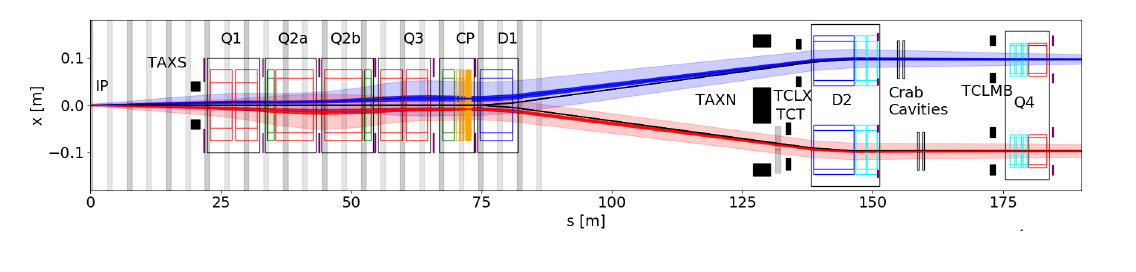 Q1 Q2a Q2b Q3 CP D1
TAXS
IP
TAXN
TCLX
TCT
D2
Crab
Cavities
TCLMB
Q4
x [m]
0.1
0.0
−0.1
0 25 50 75 100 125 150 175
s [m]